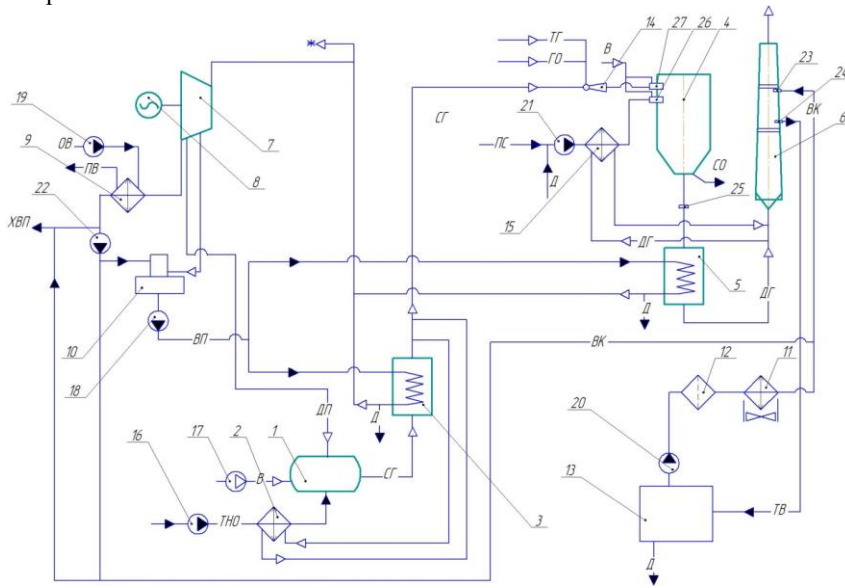 14
27
26
4
ТГ
В
ГО
23
24
19
ОВ
9
СГ
21
ВК
ПВ
7
ПС
22
8
Д
СО
6
ХВП
15
25
ДГ
5
ДГ
10
Д
ВП
ВК
12
11
18
ДП
Д
20
17
2
1
16
В
СГ
13
ТНО
3
ТВ
Д